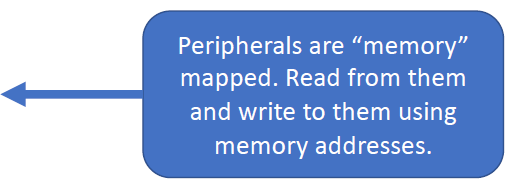 Peripherals are “memory”
mapped. Read from them
and write to them using
memory addresses.